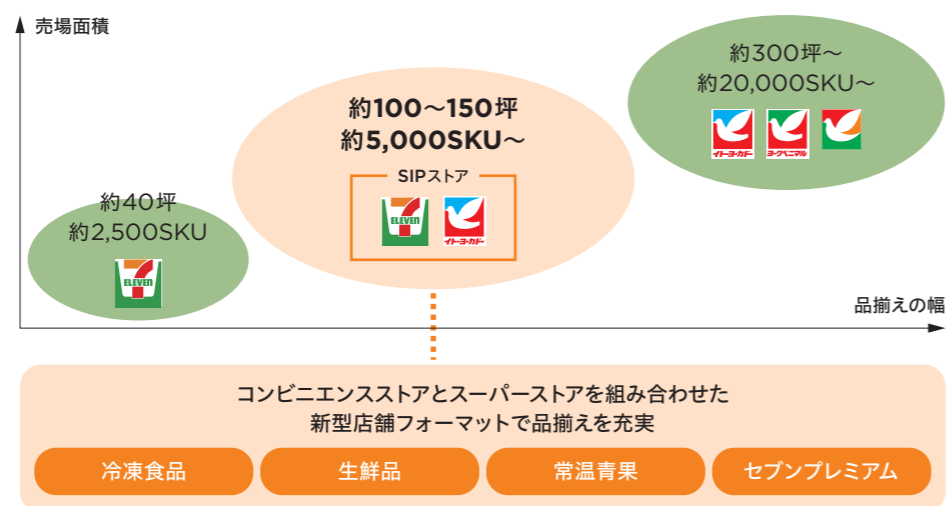 売場面積
約300坪～
約20,000SKU～
イトーヨーカドー
ヨークベニマル
約100～150坪
約5,000SKU～
SIPストア
7
ELEVEN
イトーヨーカドー
約40坪
約2,500SKU
7
ELEVEN
品揃えの幅
コンビニエンスストアとスーパーストアを組み合わせた
新型店舗フォーマットで品揃えを充実
冷凍食品
生鮮品
常温青果
セブンプレミアム